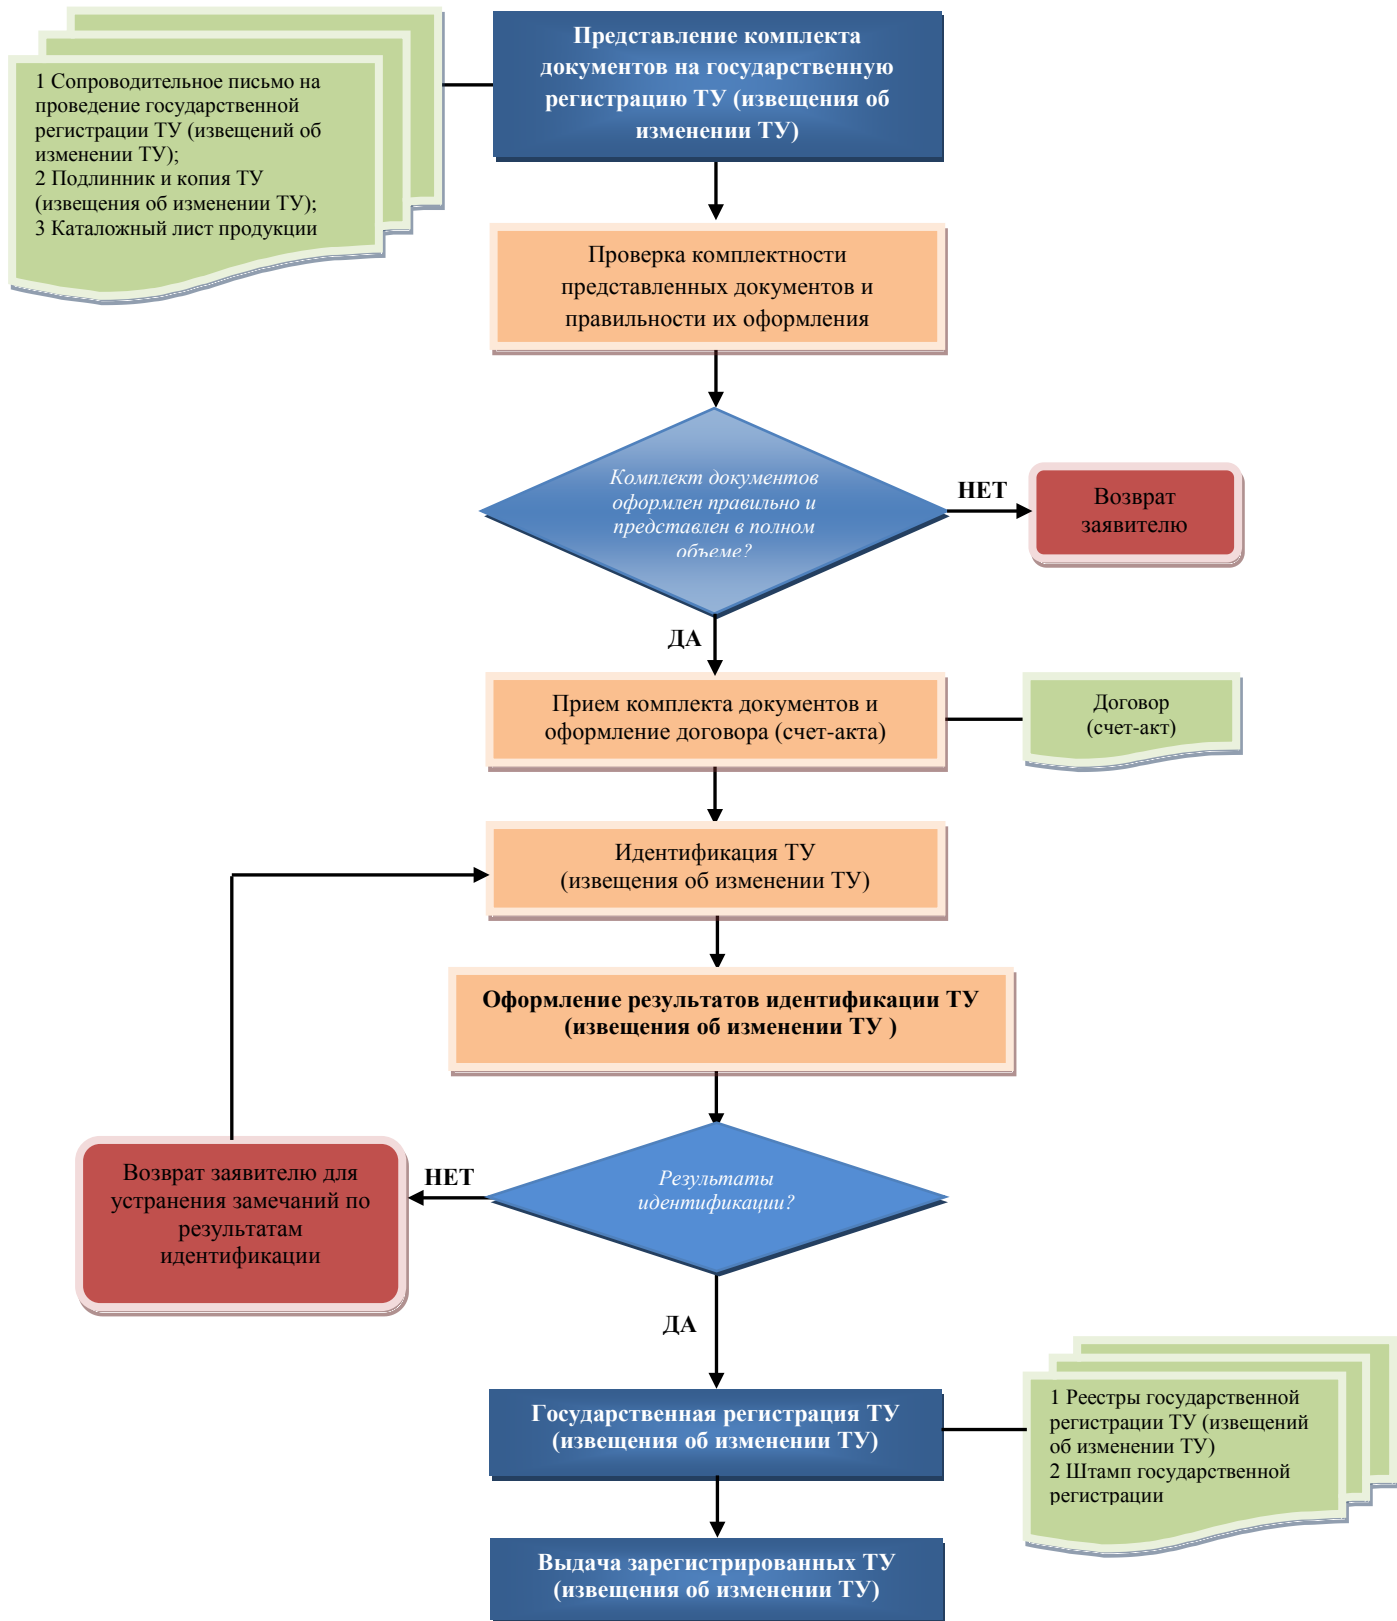 Представление комплекта
документов на государственную
регистрацию ТУ (извещения об
изменении ТУ)
1 Сопроводительное письмо на
проведение государственной
регистрации ТУ (извещений об
изменении ТУ);
2 Подлинник и копия ТУ
(извещения об изменении ТУ);
3 Каталожный лист продукции
Проверка комплектности
представленных документов и
правильности их оформления
Комплект документов
оформлен правильно и
представлен в полном
объеме?
НЕТ
Возврат
заявителю
ДА
Прием комплекта документов и
оформление договора (счет-акта)
Договор
(счет-акт)
Идентификация ТУ
(извещения об изменении ТУ)
Оформление результатов идентификации ТУ
(извещения об изменении ТУ )
Возврат заявителю для
устранения замечаний по
результатам
идентификации
НЕТ
Результаты
идентификации?
ДА
Государственная регистрация ТУ
(извещения об изменении ТУ)
1 Реестры государственной
регистрации ТУ (извещений
об изменении ТУ)
2 Штамп государственной
регистрации
Выдача зарегистрированных ТУ
(извещения об изменении ТУ)